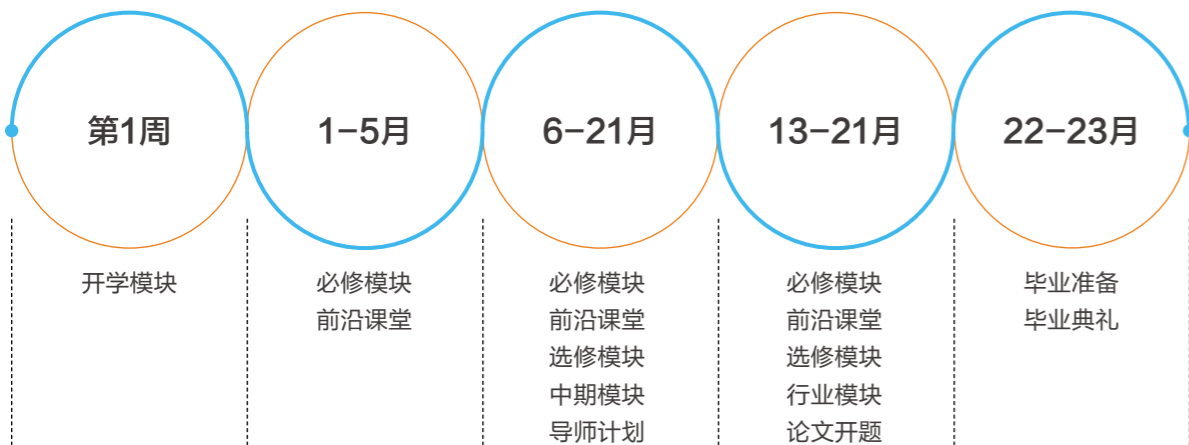 第1周
1-5月
6-21月
13-21月
22-23月
开学模块
必修模块
前沿课堂
必修模块
前沿课堂
选修模块
中期模块
导师计划
必修模块
前沿课堂
选修模块
行业模块
论文开题
毕业准备
毕业典礼